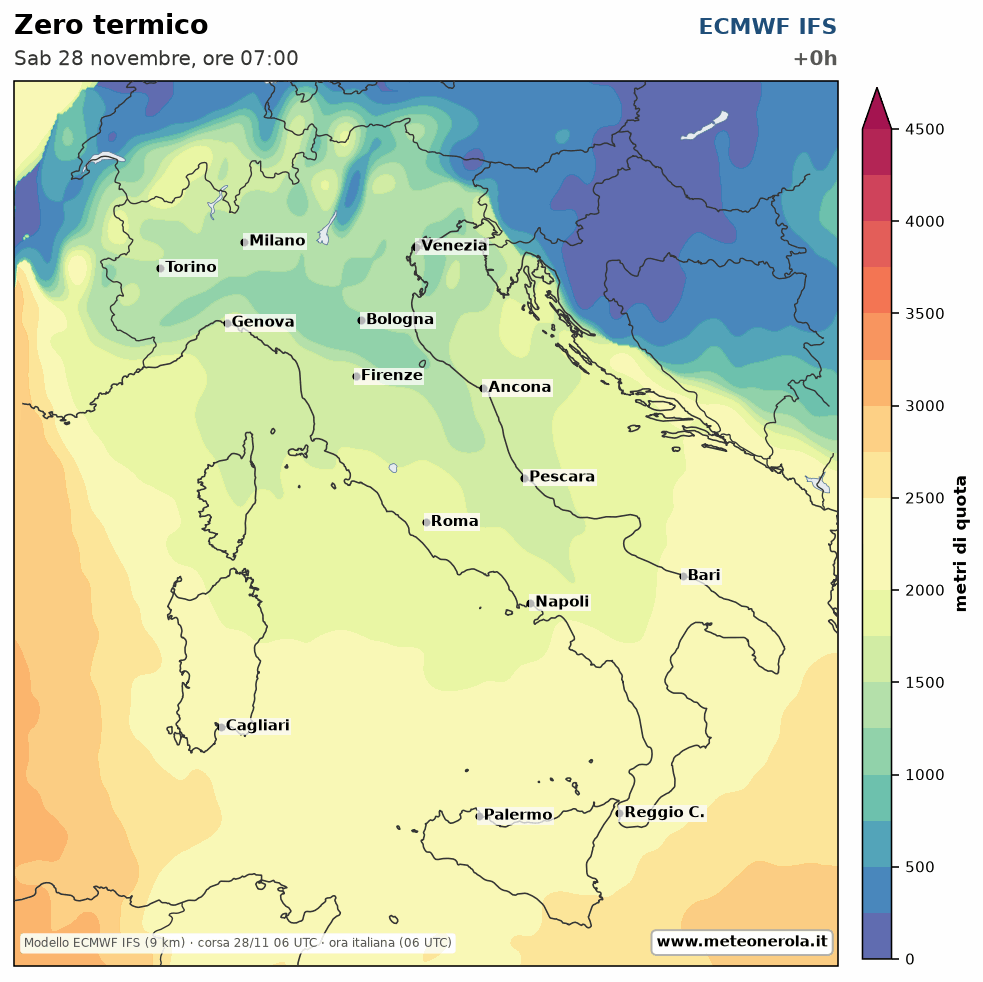 Zero termico
ECMWF IFS
Sab 28 novembre, ore 07:00
+0h
Milano
Venezia
Torino
Genova
Bologna
Firenze
Ancona
Pescara
Roma
Bari
Napoli
Cagliari
Palermo
Reggio C.
4500
4000
3500
3000
2500
2000
1500
1000
500
0
metri di quota
Modello ECMWF IFS (9 km) · corsa 28/11 06 UTC · ora italiana (06 UTC)
www.meteonerola.it